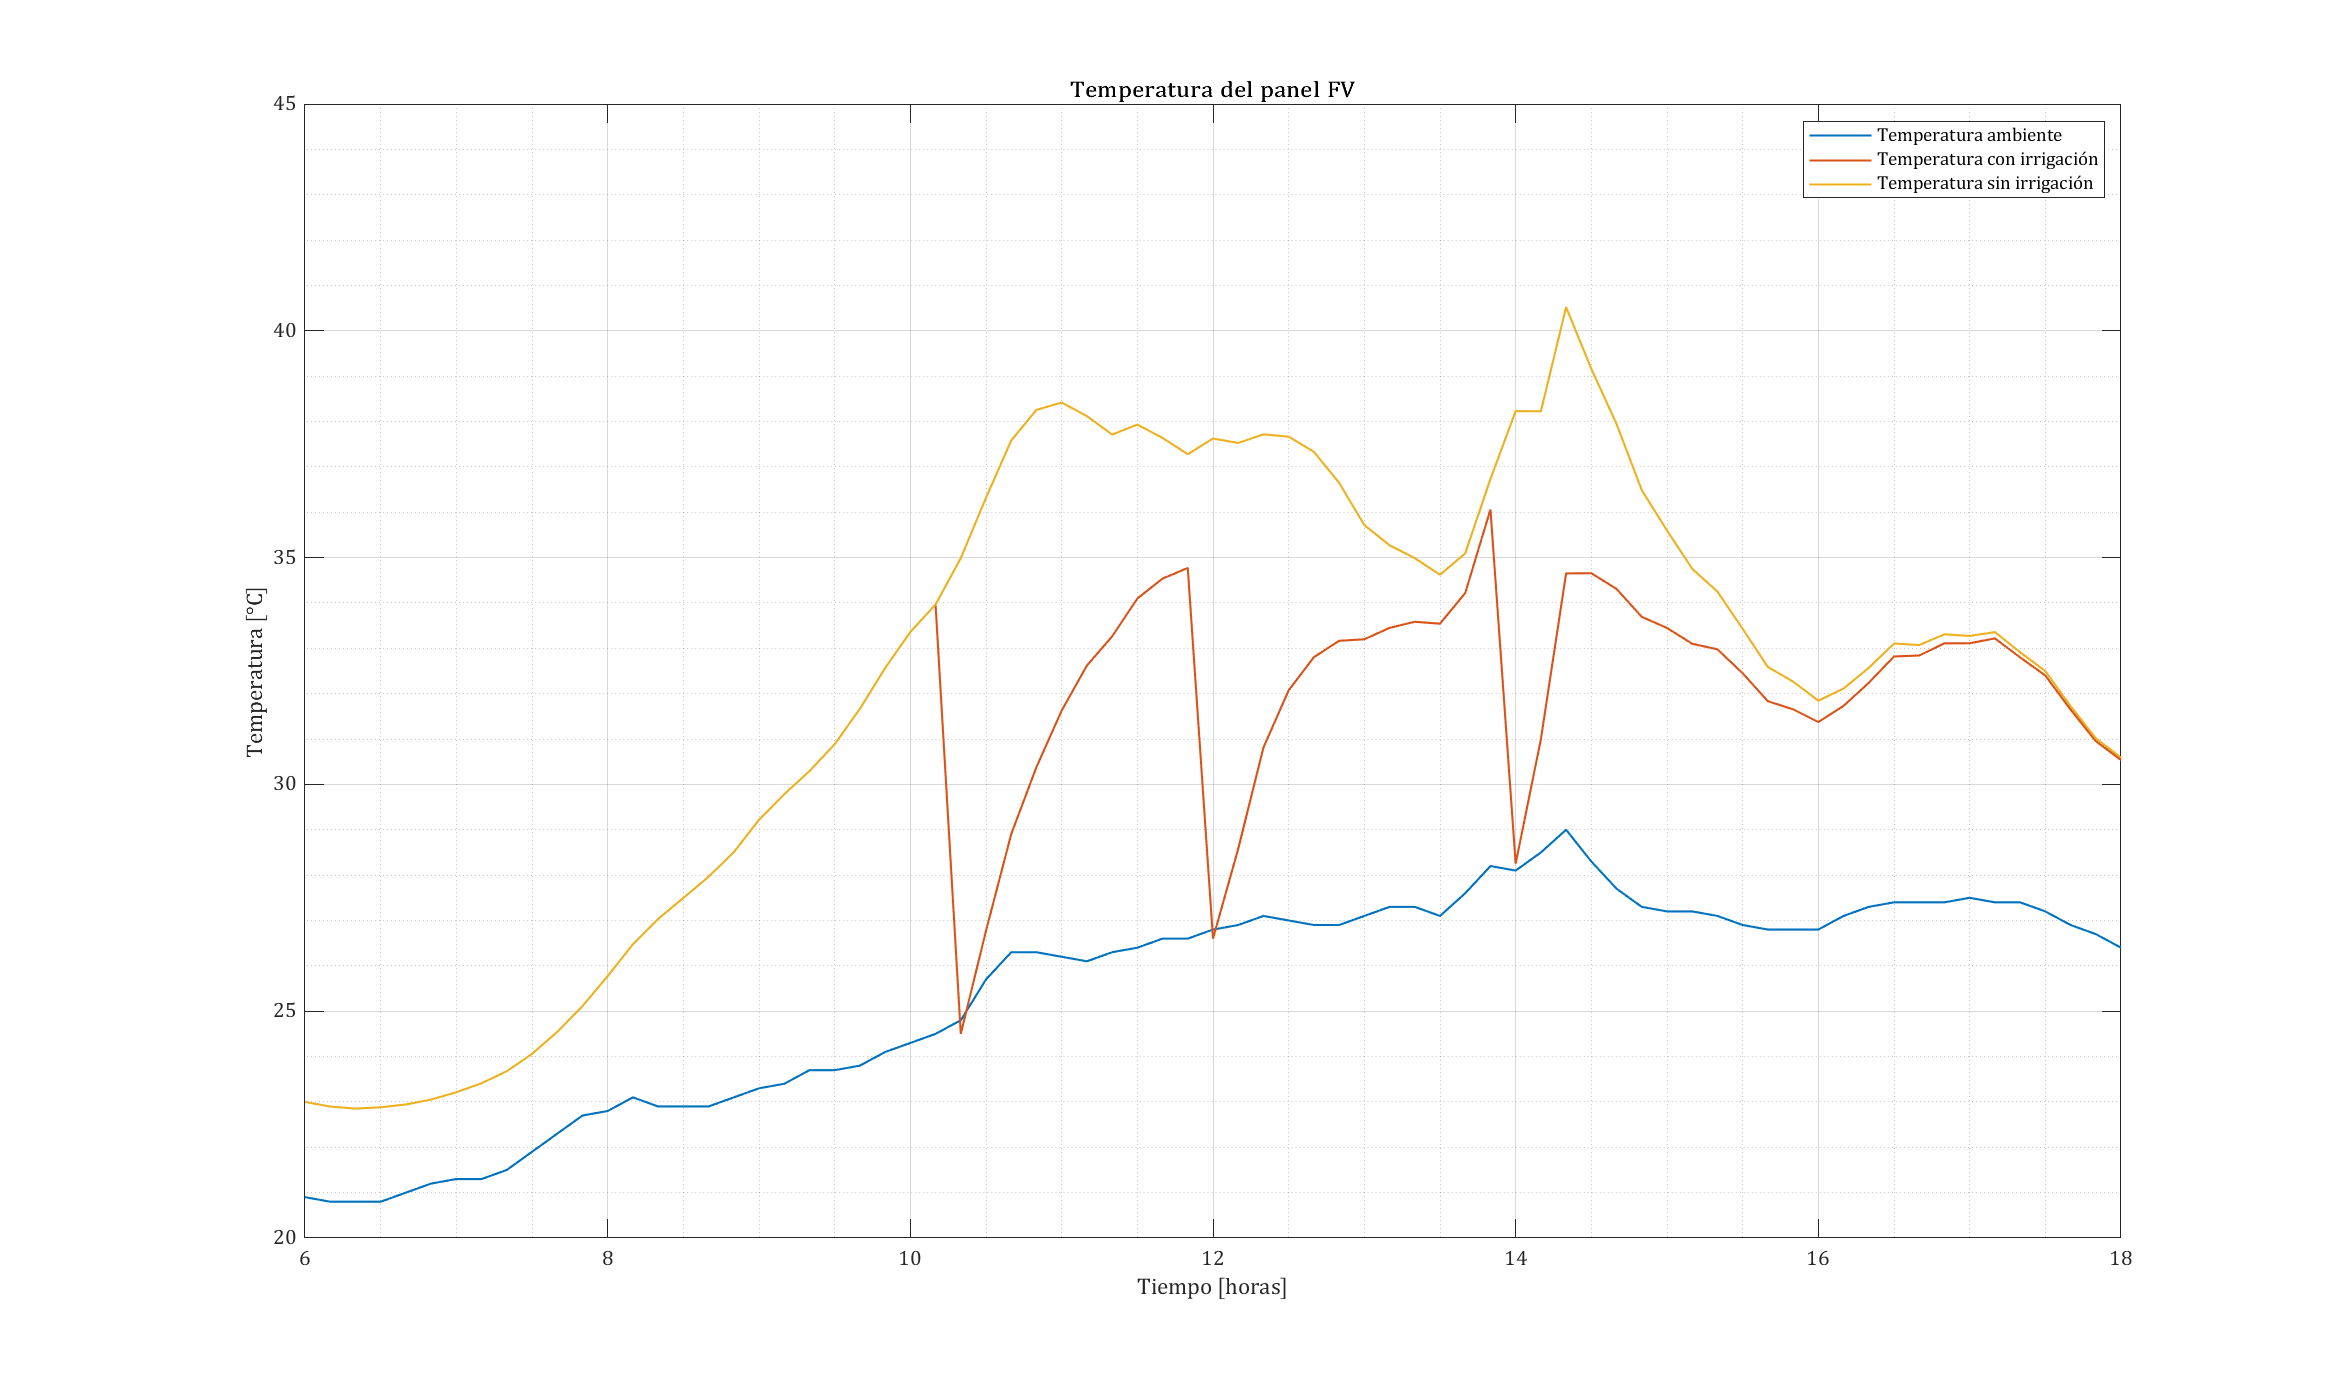 Temperatura del panel FV
45
40
35
30
25
20
Temperatura [°C]
Temperatura ambiente
Temperatura con irrigación
Temperatura sin irrigación
6 8 10 12 14 16 18
Tiempo [horas]